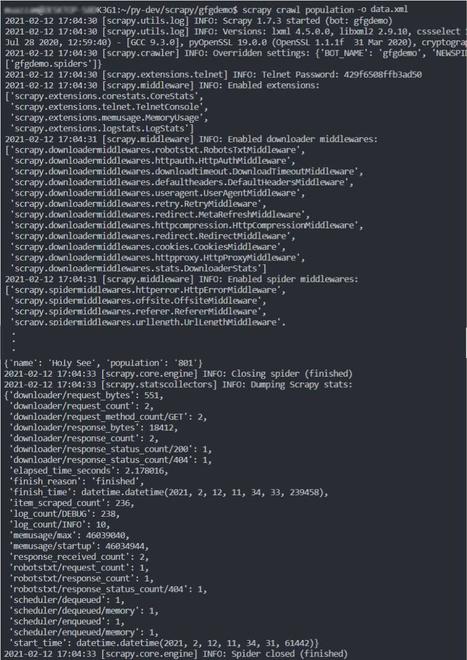 K3G1:~/py-dev/scrapy/gfgdemo$ scrapy crawl population -o data.xml
2021-02-12 17:04:30 [scrapy.utils.log] INFO: Scrapy 1.7.3 started (bot: gfgdemo)
2021-02-12 17:04:30 [scrapy.utils.log] INFO: Versions: lxml 4.5.0.0, libxml2 2.9.10, cssselect
Jul 28 2020, 12:59:40) - [GCC 9.3.0], pyOpenSSL 19.0.0 (OpenSSL 1.1.1f  31 Mar 2020), cryptogra
2021-02-12 17:04:30 [scrapy.crawler] INFO: Overridden settings: {'BOT_NAME': 'gfgdemo', 'NEWSPI
['gfgdemo.spiders']}
2021-02-12 17:04:30 [scrapy.extensions.telnet] INFO: Telnet Password: 429f6508ffb3ad50
2021-02-12 17:04:30 [scrapy.middleware] INFO: Enabled extensions:
['scrapy.extensions.corestats.CoreStats',
'scrapy.extensions.telnet.TelnetConsole',
'scrapy.extensions.memusage.MemoryUsage',
'scrapy.extensions.logstats.LogStats']
2021-02-12 17:04:31 [scrapy.middleware] INFO: Enabled downloader middlewares:
['scrapy.downloadermiddlewares.robotstxt.RobotsTxtMiddleware',
'scrapy.downloadermiddlewares.httpauth.HttpAuthMiddleware',
'scrapy.downloadermiddlewares.downloadtimeout.DownloadTimeoutMiddleware',
'scrapy.downloadermiddlewares.defaultheaders.DefaultHeadersMiddleware',
'scrapy.downloadermiddlewares.useragent.UserAgentMiddleware',
'scrapy.downloadermiddlewares.retry.RetryMiddleware',
'scrapy.downloadermiddlewares.redirect.MetaRefreshMiddleware',
'scrapy.downloadermiddlewares.httpcompression.HttpCompressionMiddleware',
'scrapy.downloadermiddlewares.redirect.RedirectMiddleware',
'scrapy.downloadermiddlewares.cookies.CookiesMiddleware',
'scrapy.downloadermiddlewares.httpproxy.HttpProxyMiddleware',
'scrapy.downloadermiddlewares.stats.DownloaderStats']
2021-02-12 17:04:31 [scrapy.middleware] INFO: Enabled spider middlewares:
['scrapy.spidermiddlewares.httperror.HttpErrorMiddleware',
'scrapy.spidermiddlewares.offsite.OffsiteMiddleware',
'scrapy.spidermiddlewares.referer.RefererMiddleware',
'scrapy.spidermiddlewares.urllength.UrlLengthMiddleware',
.
.
.
{'name': 'Holy See', 'population': '801'}
2021-02-12 17:04:33 [scrapy.core.engine] INFO: Closing spider (finished)
2021-02-12 17:04:33 [scrapy.statscollectors] INFO: Dumping Scrapy stats:
{'downloader/request_bytes': 551,
'downloader/request_count': 2,
'downloader/request_method_count/GET': 2,
'downloader/response_bytes': 18412,
'downloader/response_count': 2,
'downloader/response_status_count/200': 1,
'downloader/response_status_count/404': 1,
'elapsed_time_seconds': 2.178016,
'finish_reason': 'finished',
'finish_time': datetime.datetime(2021, 2, 12, 11, 34, 33, 239458),
'item_scraped_count': 236,
'log_count/DEBUG': 238,
'log_count/INFO': 10,
'memusage/max': 46039040,
'memusage/startup': 46034944,
'response_received_count': 2,
'robotstxt/request_count': 1,
'robotstxt/response_count': 1,
'robotstxt/response_status_count/404': 1,
'scheduler/dequeued': 1,
'scheduler/dequeued/memory': 1,
'scheduler/enqueued': 1,
'scheduler/enqueued/memory': 1,
'start_time': datetime.datetime(2021, 2, 12, 11, 34, 31, 61442)}
2021-02-12 17:04:33 [scrapy.core.engine] INFO: Spider closed (finished)